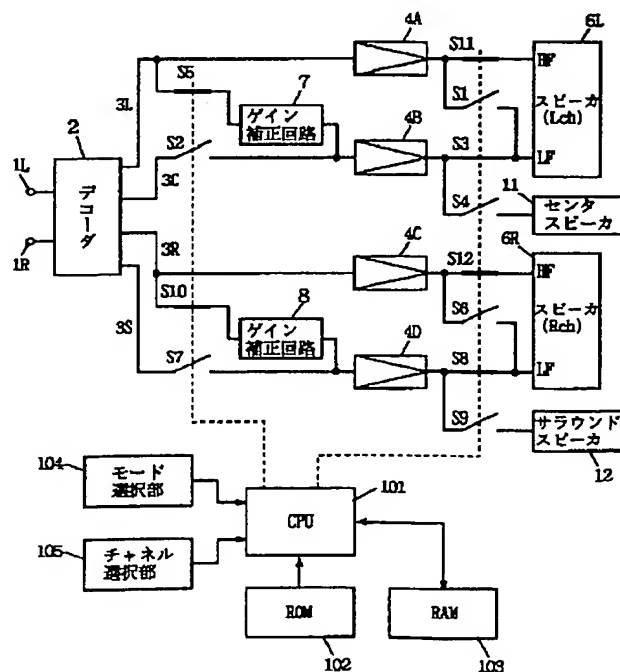 4A
6L
S5
S11
HF
3L
7
ゲイン
補正回路
S1
スピーカ
(Lch)
2
4B
S2
S3
LF
1L
3C
S4
11
デコーダ
センタ
スピーカ
4C
6R
1R
3R
S12
HF
S10
8
S6
スピーカ
(Rch)
3S
ゲイン
補正回路
4D
S7
S8
LF
S9
サラウンド
スピーカ
12
104
モード
選択部
101
CPU
105
チャネル
選択部
ROM
RAM
102
103